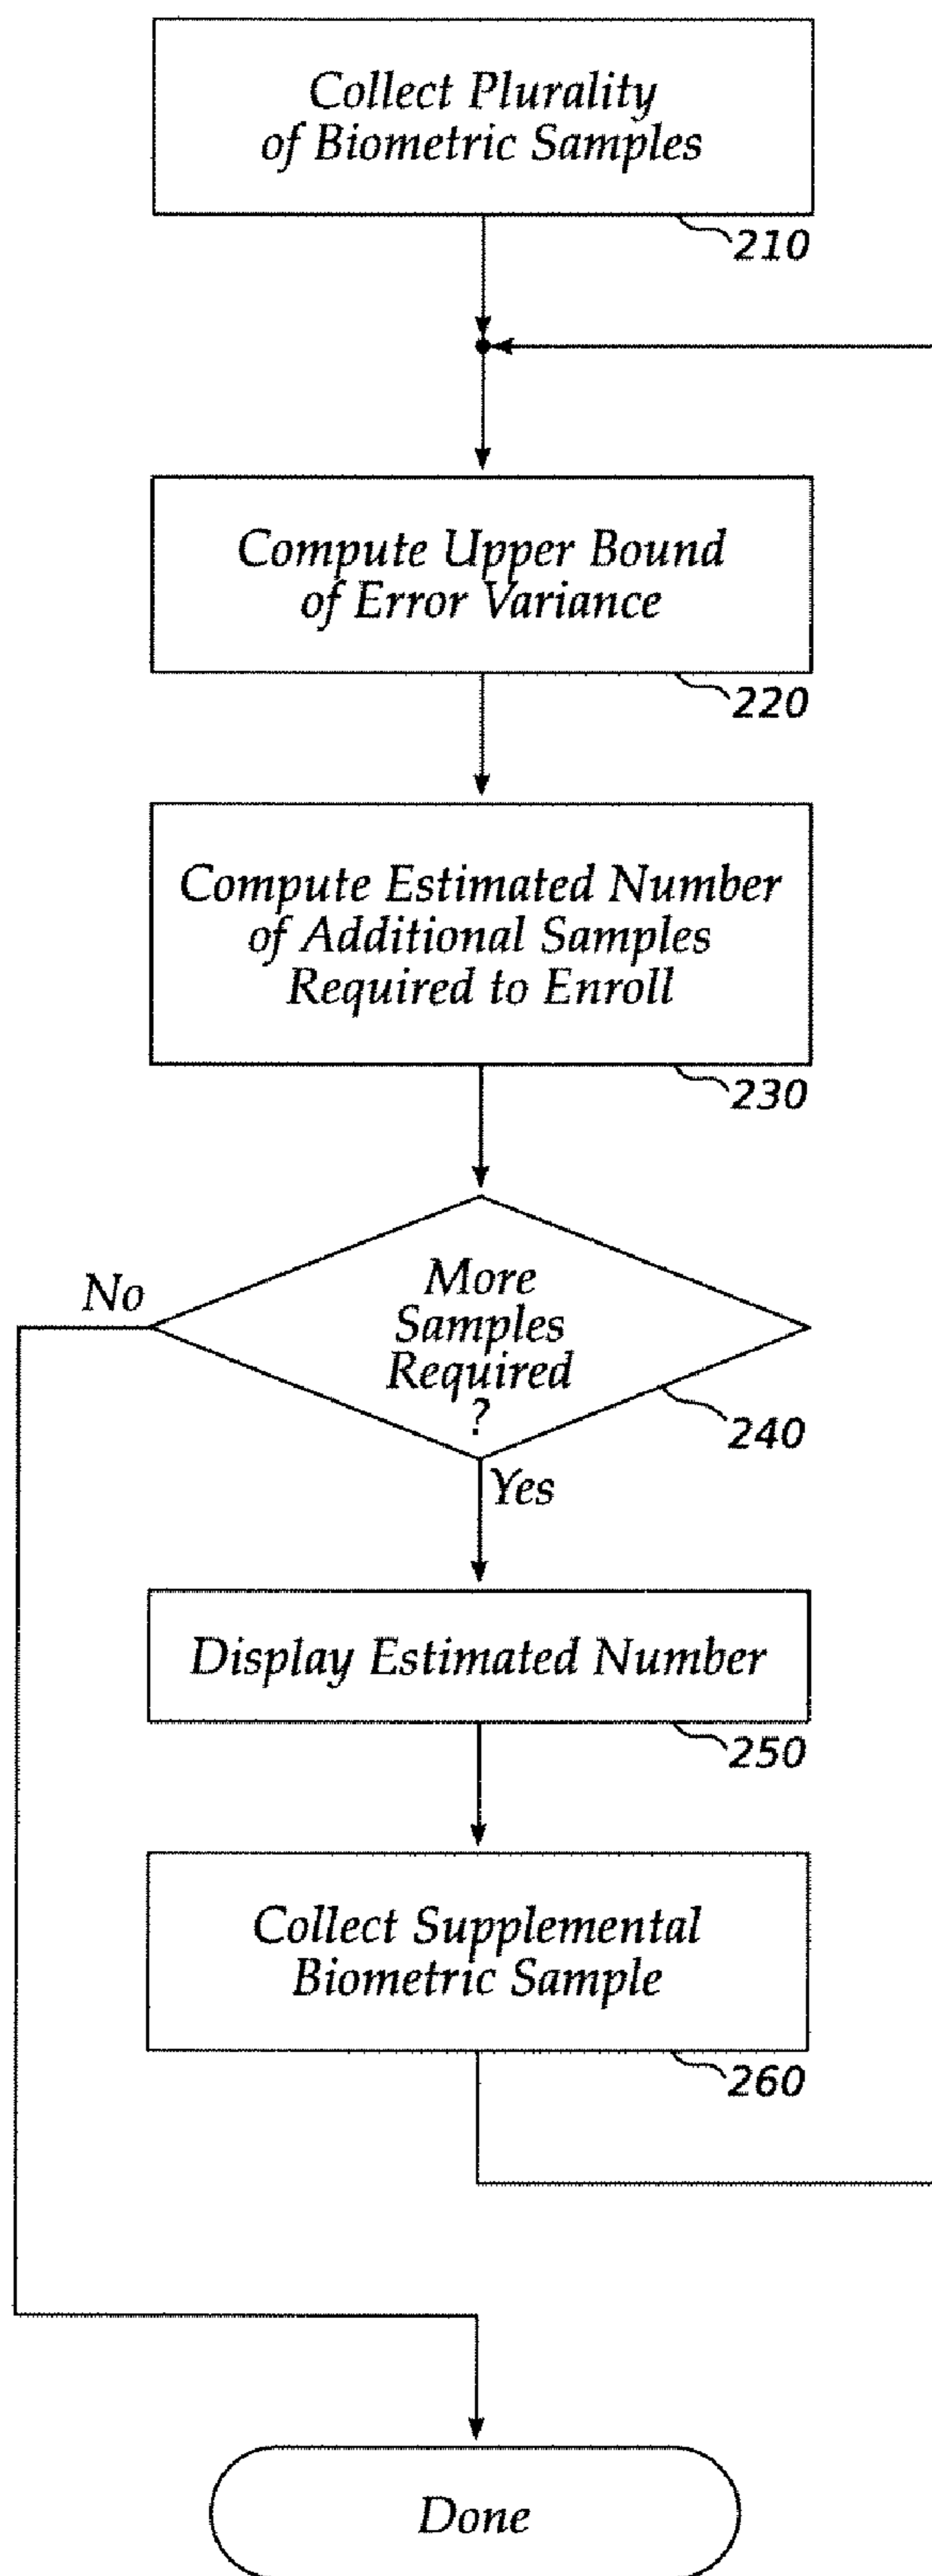 Collect Plurality
of Biometric Samples
210
Compute Upper Bound
of Error Variance
220
Compute Estimated Number
of Additional Samples
Required to Enroll
230
No
More
Samples
Required
?
240
Yes
Display Estimated Number
250
Collect Supplemental
Biometric Sample
260
Done